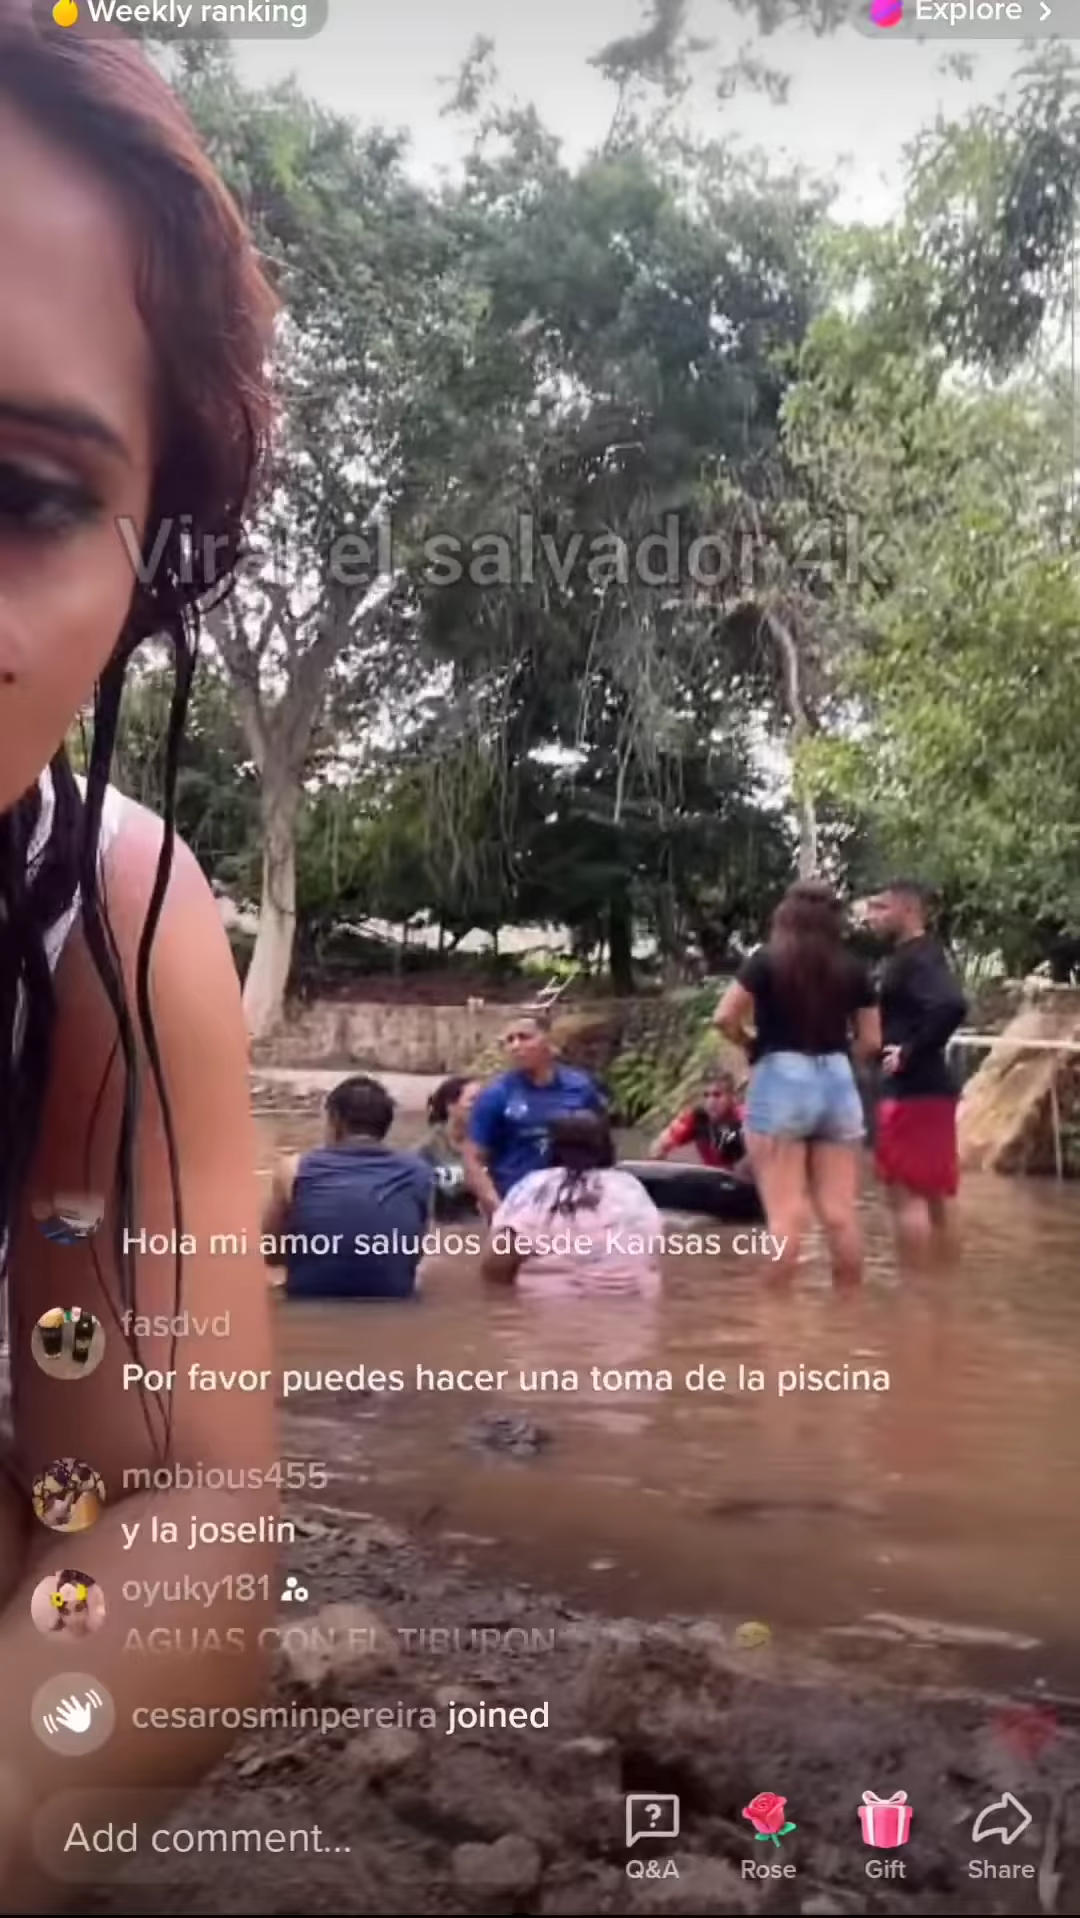 Weekly ranking
Explore >
Viral el salvador 4k
Hola mi amor saludos desde Kansas city
fasdvd
Por favor puedes hacer una toma de la piscina
mobious455
y la joselin
oyuky181
AGUAS CON EL TIBURON
cesarosminpereira joined
Add comment...
Q&A
Rose
Gift
Share